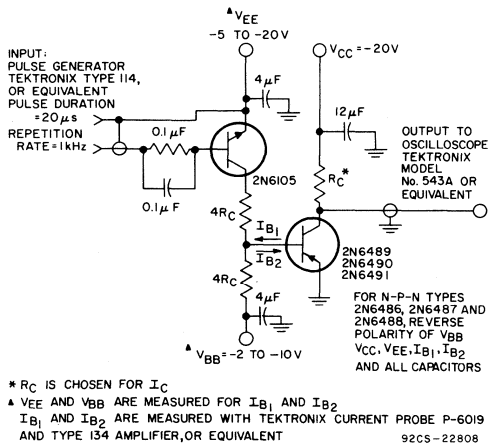 ▲ VEE
-5 TO -20V
INPUT:
PULSE GENERATOR
TEKTRONIX TYPE 114,
OR EQUIVALENT
PULSE DURATION
=20μs
REPETITION
RATE=1kHz
4μF
VCC=-20V
12μF
0.1μF
0.1μF
2N6105
RC*
OUTPUT TO
OSCILLOSCOPE
TEKTRONIX
MODEL
No. 543A OR
EQUIVALENT
4RC
IB1
IB2
4RC
2N6489
2N6490
2N6491
4μF
▲ VBB=-2 TO -10V
FOR N-P-N TYPES
2N6486, 2N6487 AND
2N6488, REVERSE
POLARITY OF VBB
VCC, VEE, IB1, IB2
AND ALL CAPACITORS
* RC IS CHOSEN FOR IC
▲ VEE AND VBB ARE MEASURED FOR IB1 AND IB2
IB1 AND IB2 ARE MEASURED WITH TEKTRONIX CURRENT PROBE P-6019
AND TYPE 134 AMPLIFIER, OR EQUIVALENT
92CS-22808